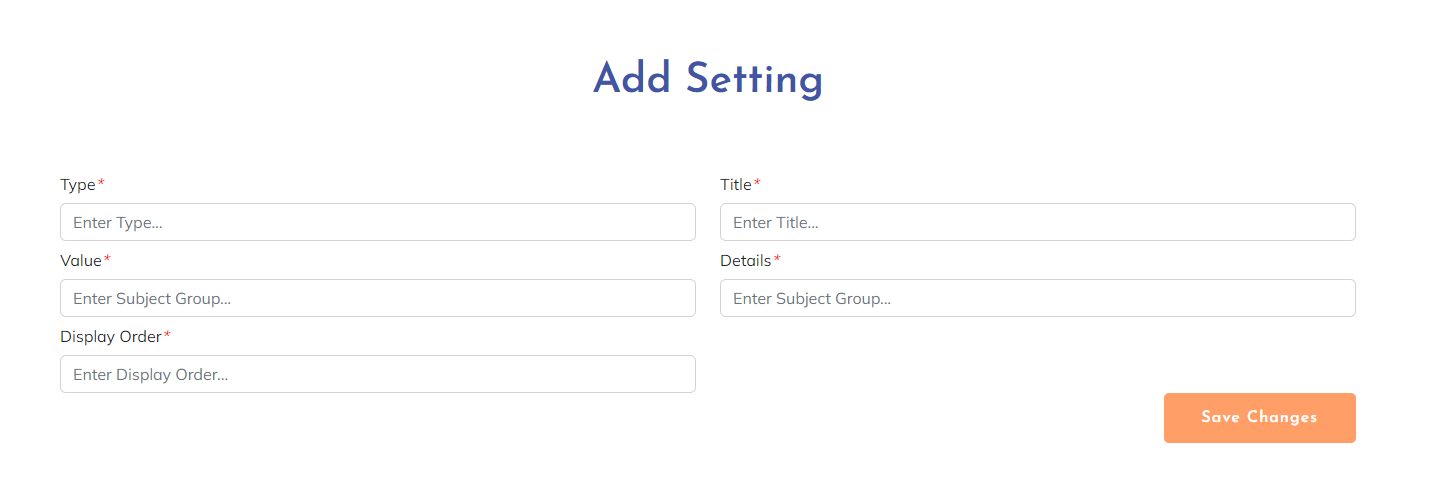 Add Setting
Type*
Title*
Enter Type...
Enter Title...
Value*
Details*
Enter Subject Group...
Enter Subject Group...
Display Order*
Enter Display Order...
Save Changes